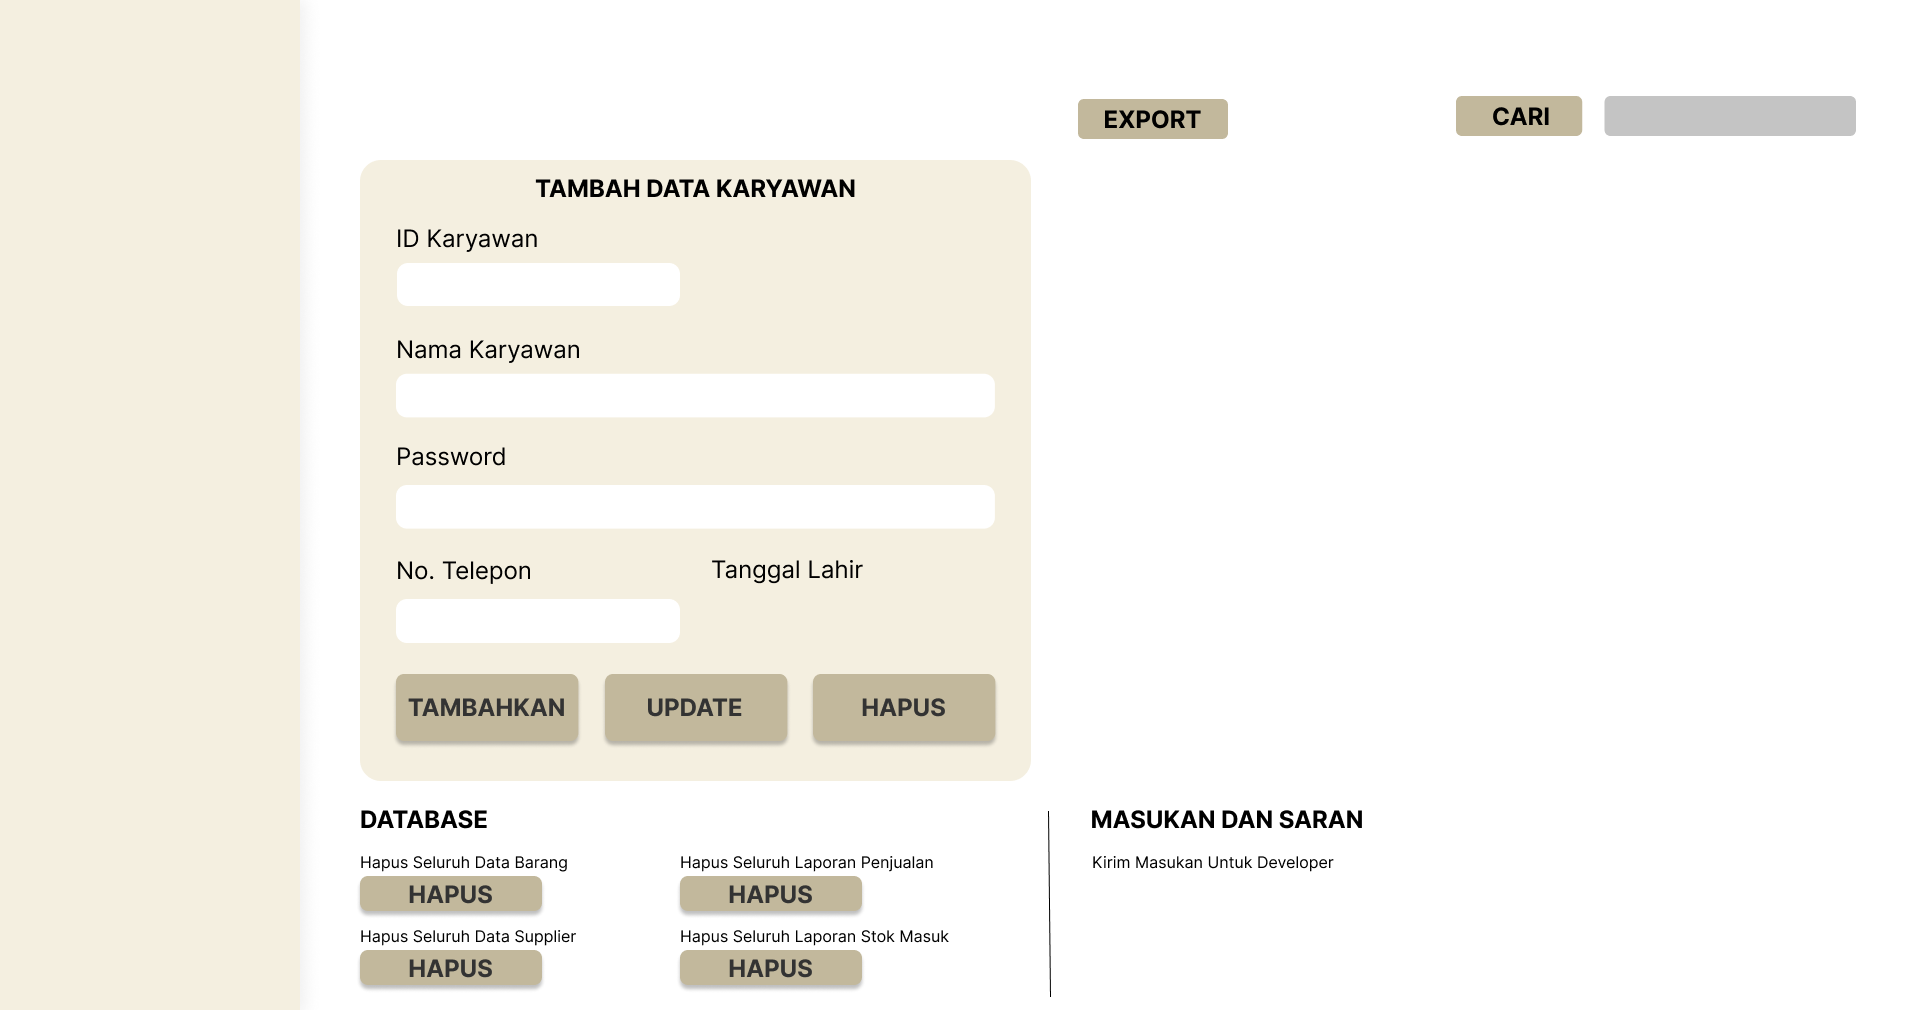 EXPORT
CARI
TAMBAH DATA KARYAWAN
ID Karyawan
Nama Karyawan
Password
No. Telepon
Tanggal Lahir
TAMBAHKAN
UPDATE
HAPUS
DATABASE
Hapus Seluruh Data Barang
HAPUS
Hapus Seluruh Laporan Penjualan
HAPUS
Hapus Seluruh Data Supplier
HAPUS
Hapus Seluruh Laporan Stok Masuk
HAPUS
MASUKAN DAN SARAN
Kirim Masukan Untuk Developer